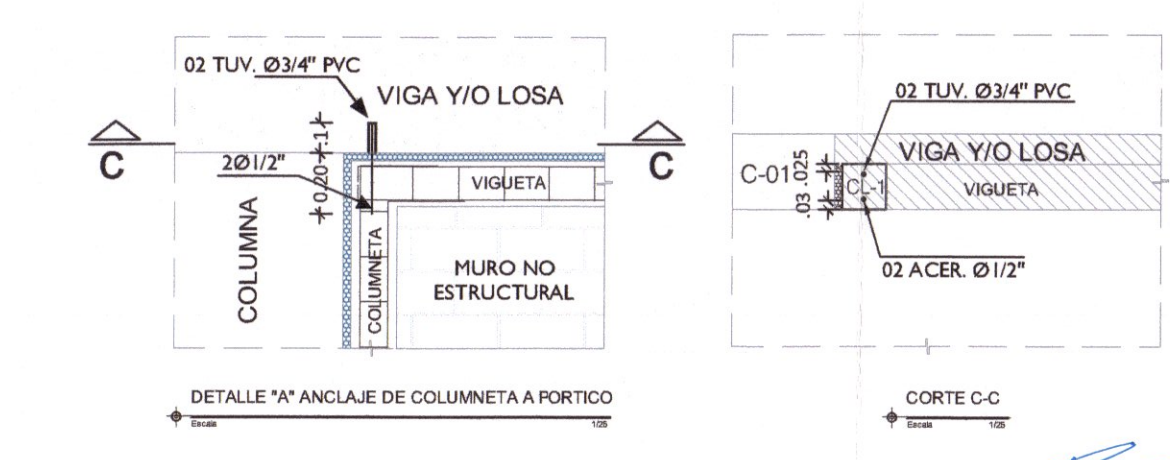 02 TUV. Ø3/4" PVC
VIGA Y/O LOSA
C
C
.1
0.20
2Ø1/2"
VIGUETA
COLUMNA
COLUMNETA
MURO NO
ESTRUCTURAL
DETALLE "A" ANCLAJE DE COLUMNETA A PORTICO
Escala
1/25
02 TUV. Ø3/4" PVC
VIGA Y/O LOSA
C-01
.025
.03
CL-1
VIGUETA
02 ACER. Ø1/2"
CORTE C-C
Escala
1/25